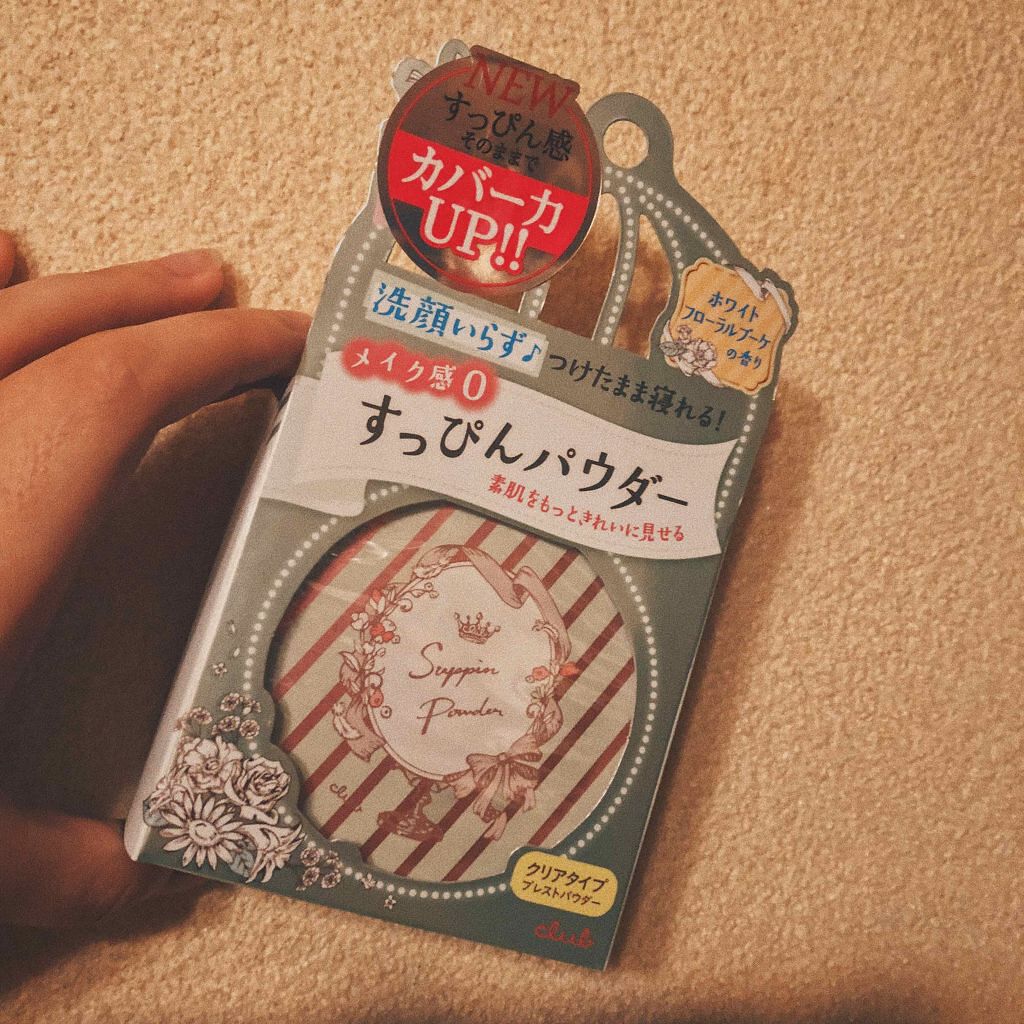 NEW
すっぴん感
そのままで
カバー力
UP!!
ホワイト
フローラルブーケ
の香り
洗顔いらず♪つけたまま寝れる!
メイク感0
すっぴんパウダー
素肌をもっときれいに見せる
Suppin
Powder
club
クリアタイプ
プレストパウダー
club